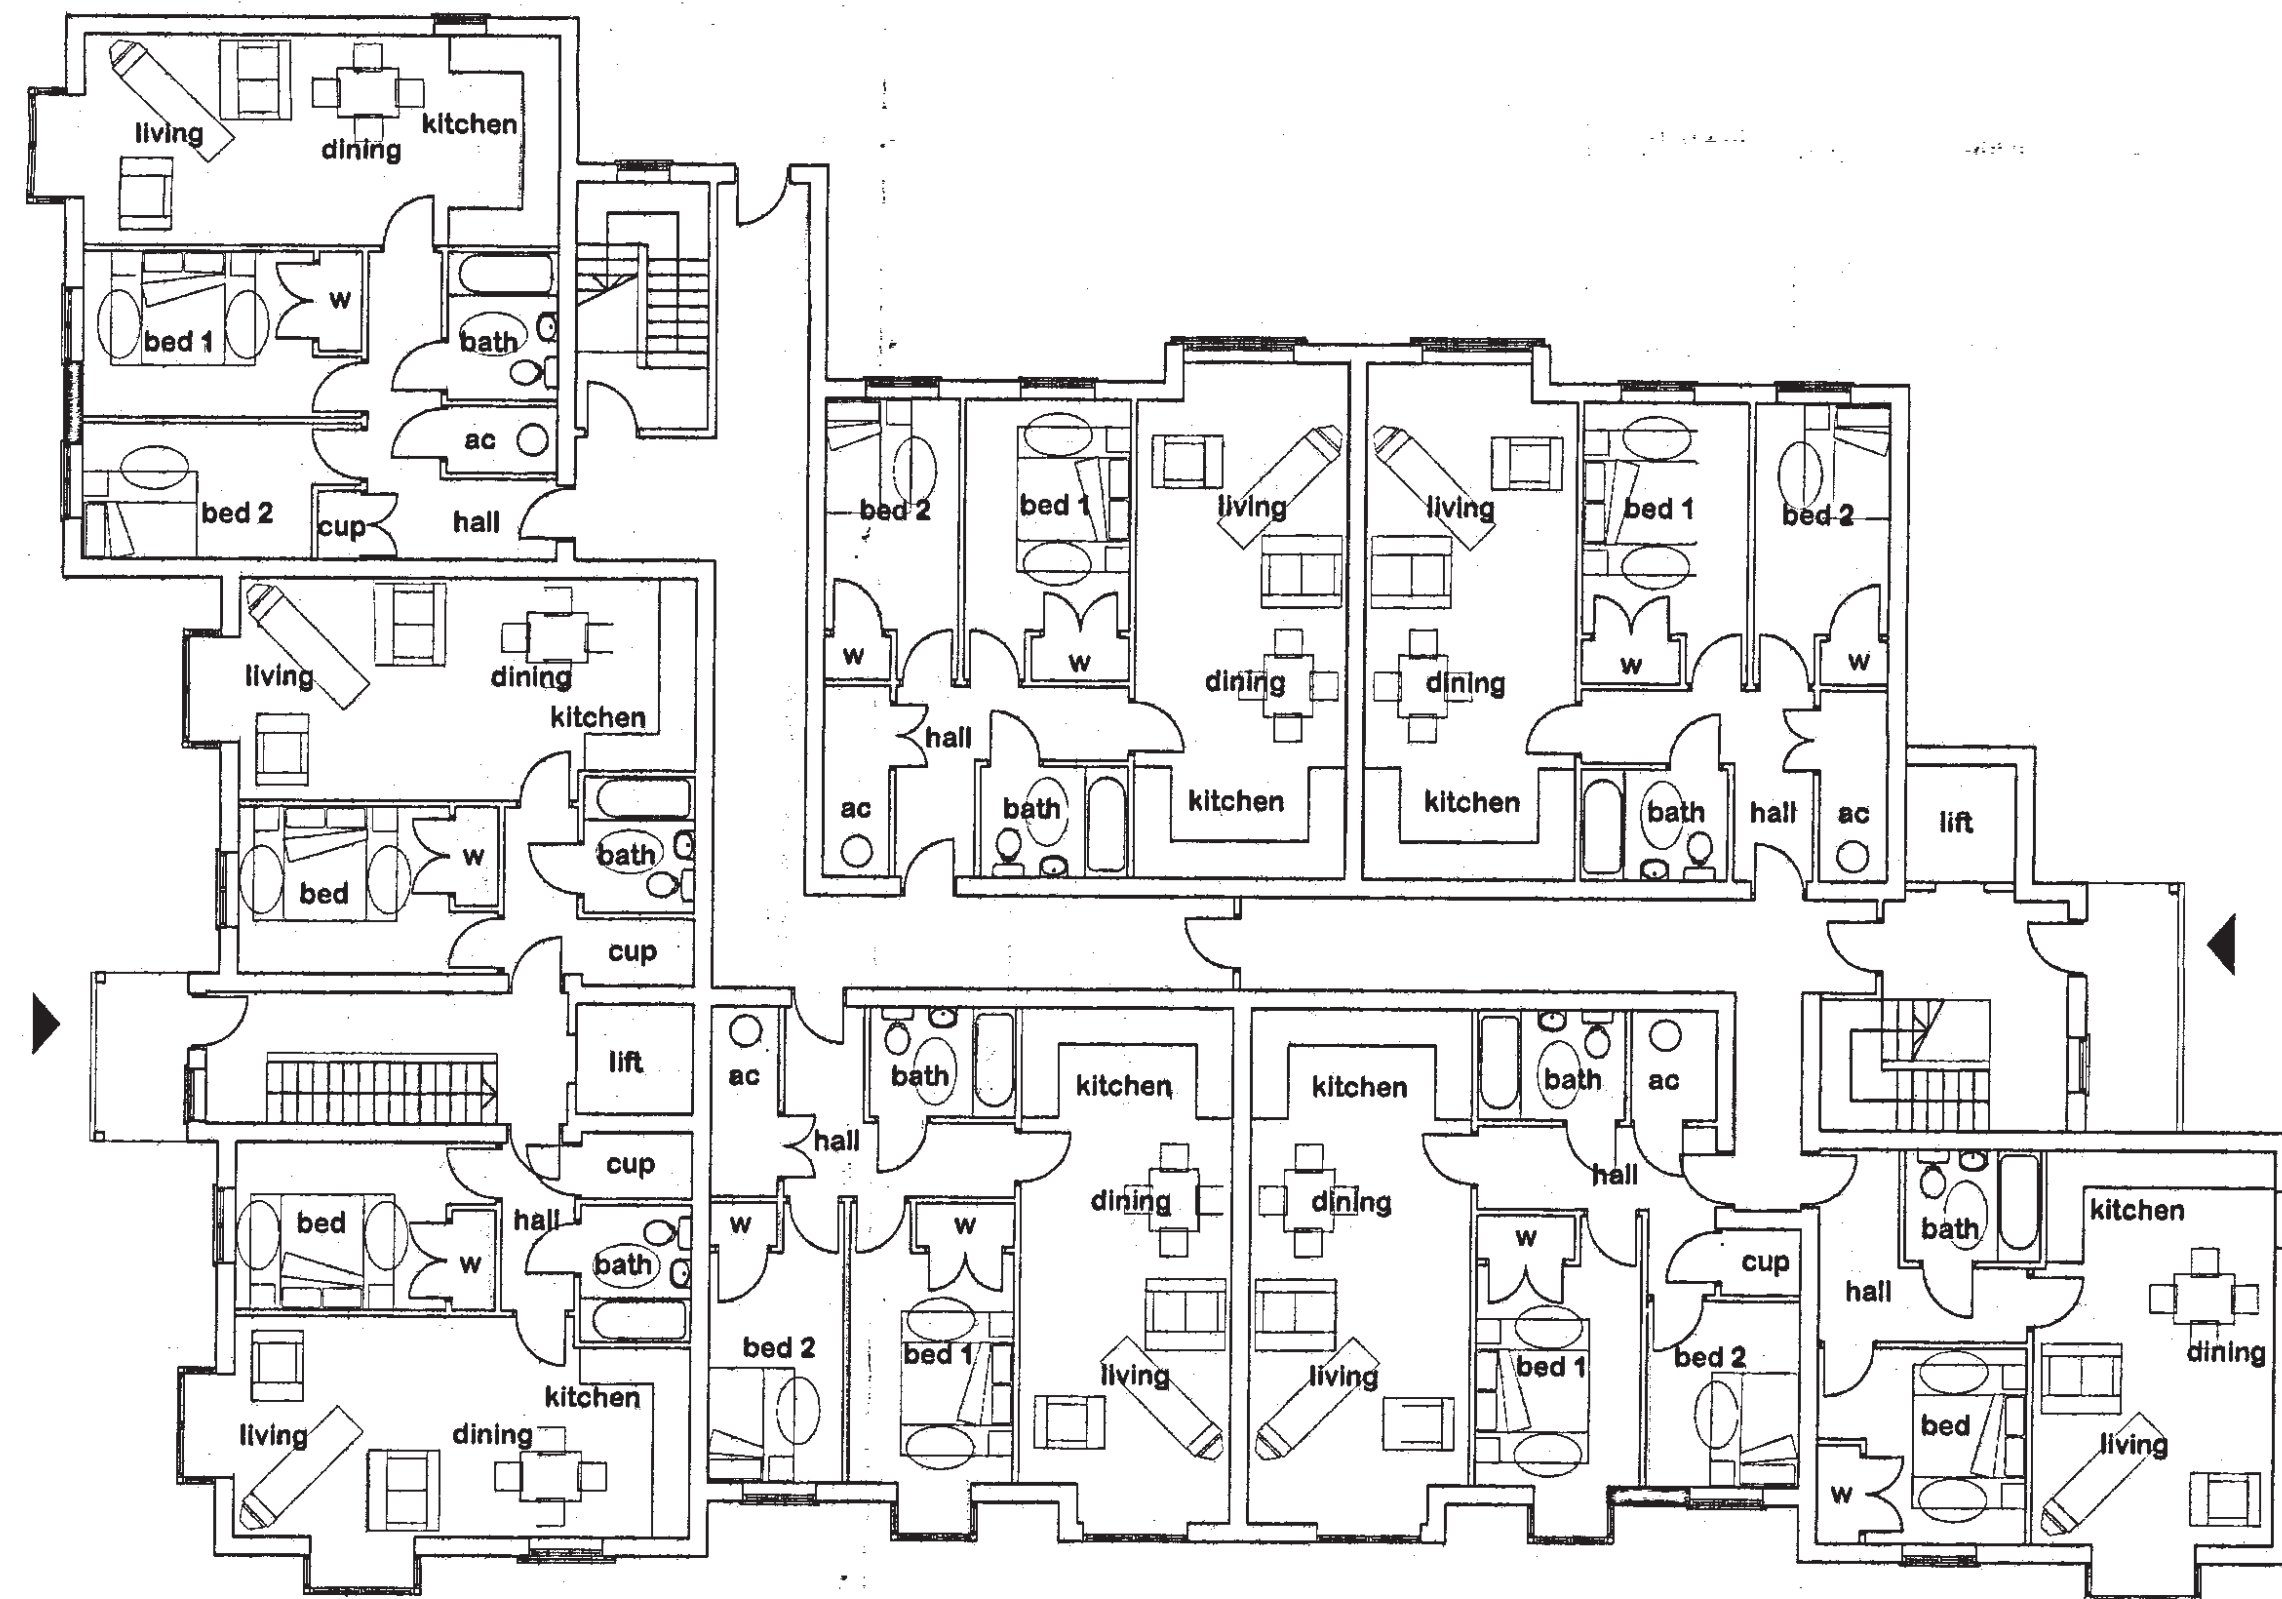 living
dining
kitchen
bed 1
w
bath
ac
bed 2
cup
hall
living
dining
kitchen
bed
w
bath
cup
lift
cup
bed
hall
w
bath
kitchen
living
dining
bed 2
bed 1
living
w
w
dining
hall
ac
bath
kitchen
living
bed 1
bed 2
dining
w
w
kitchen
bath
hall
ac
lift
ac
bath
kitchen
hall
dining
w
w
bed 2
bed 1
living
kitchen
bath
ac
dining
hall
w
cup
living
bed 1
bed 2
bath
kitchen
hall
dining
bed
living
w